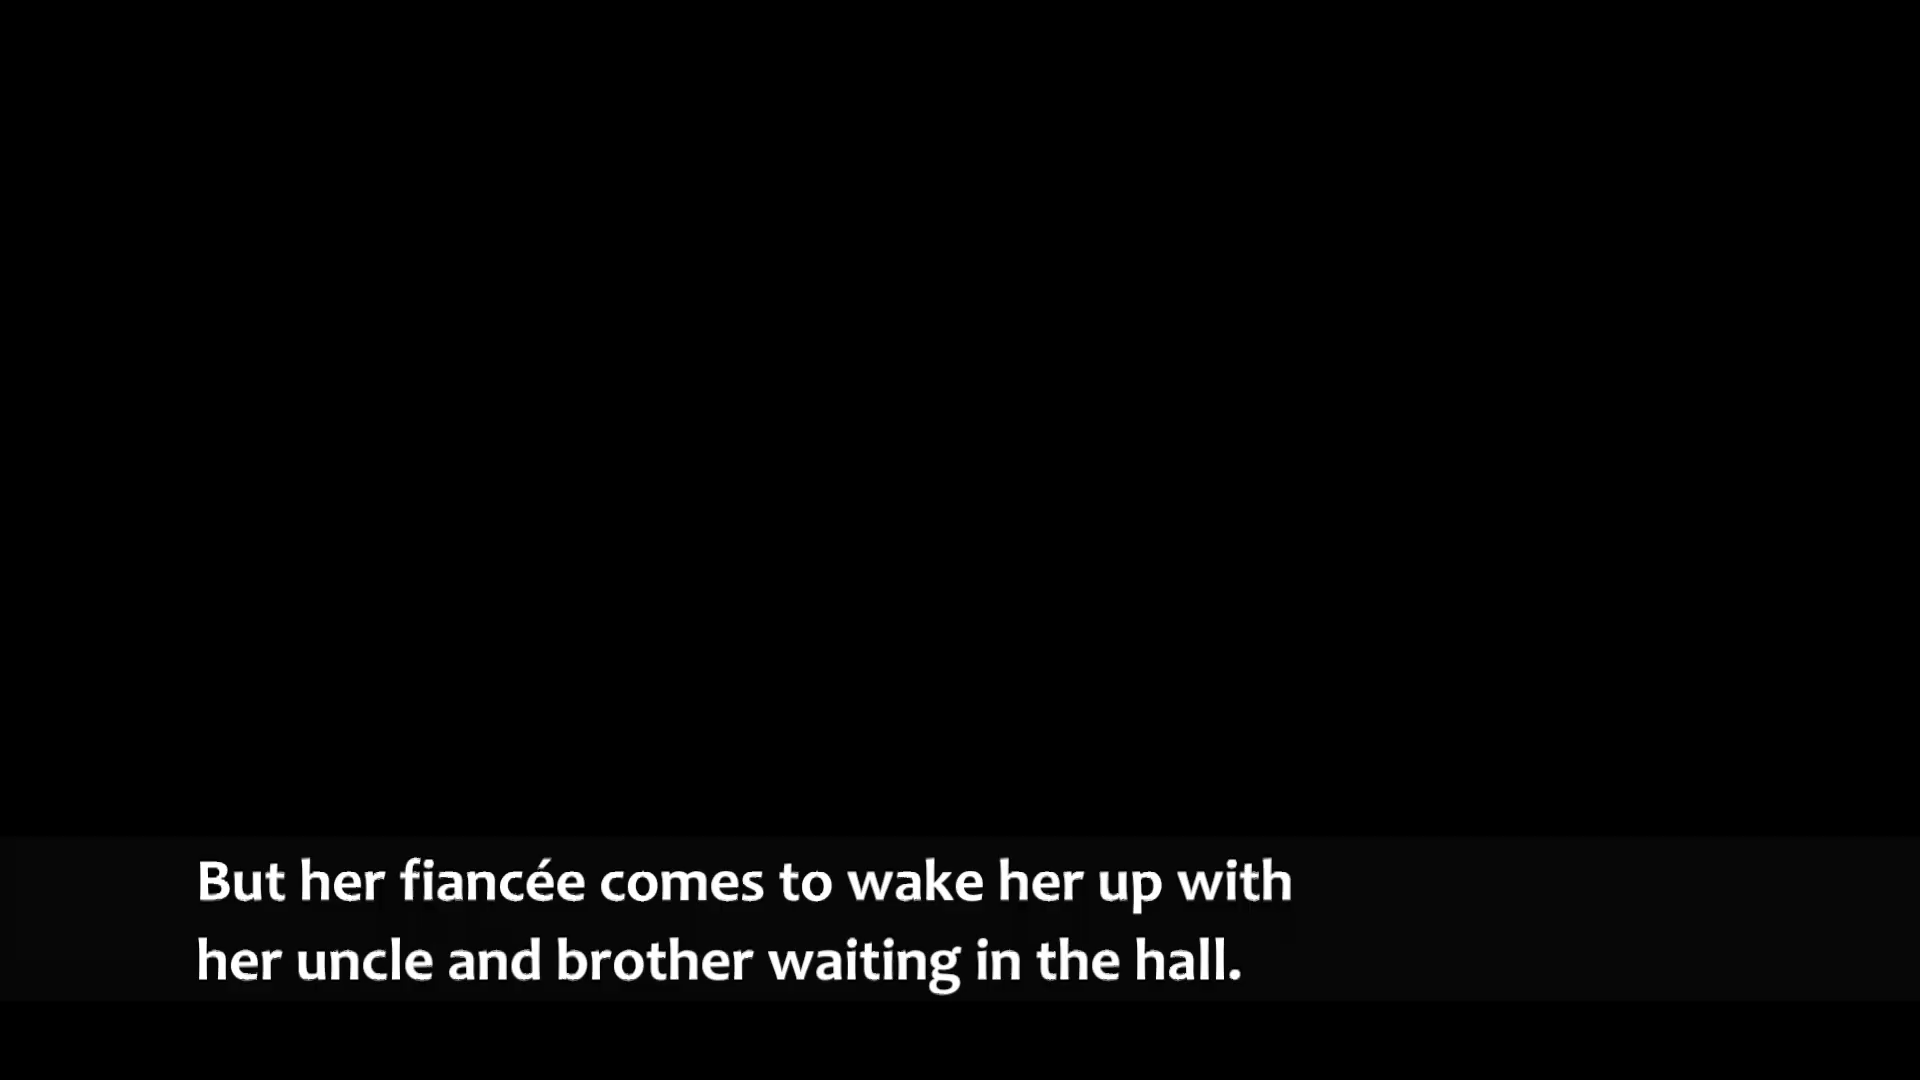 But her fiancée comes to wake her up with
her uncle and brother waiting in the hall.